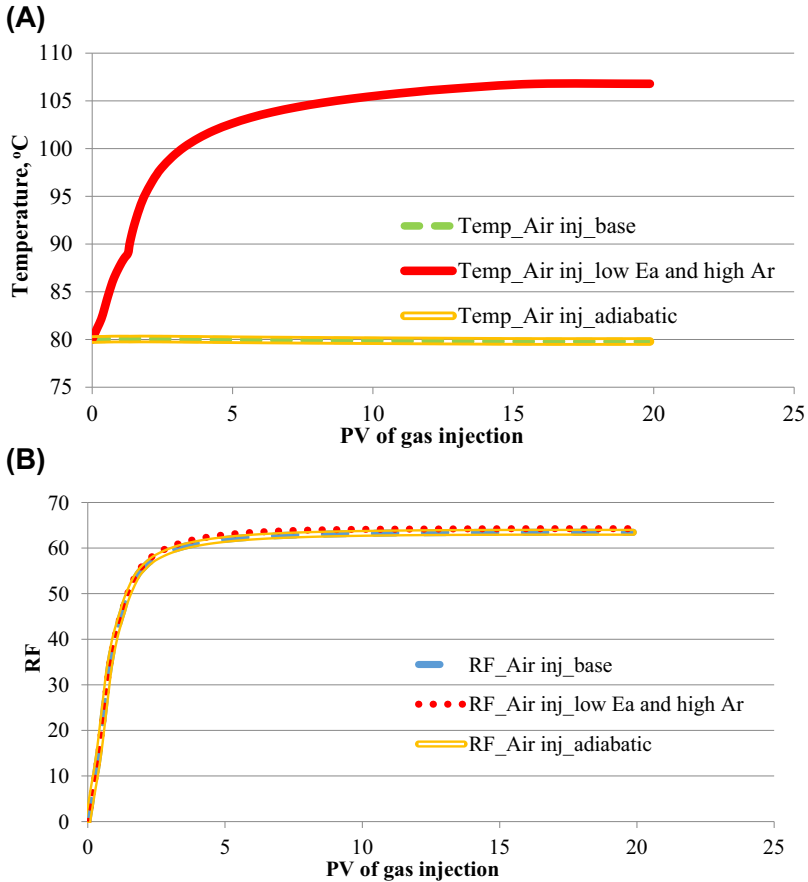 (A)
110
105
100
95
90
85
80
75
Temperature, °C
Temp_Air inj_base
Temp_Air inj_low Ea and high Ar
Temp_Air inj_adiabatic
0 5 10 15 20 25
PV of gas injection
(B)
70
60
50
40
30
20
10
0
RF
RF_Air inj_base
RF_Air inj_low Ea and high Ar
RF_Air inj_adiabatic
0 5 10 15 20 25
PV of gas injection